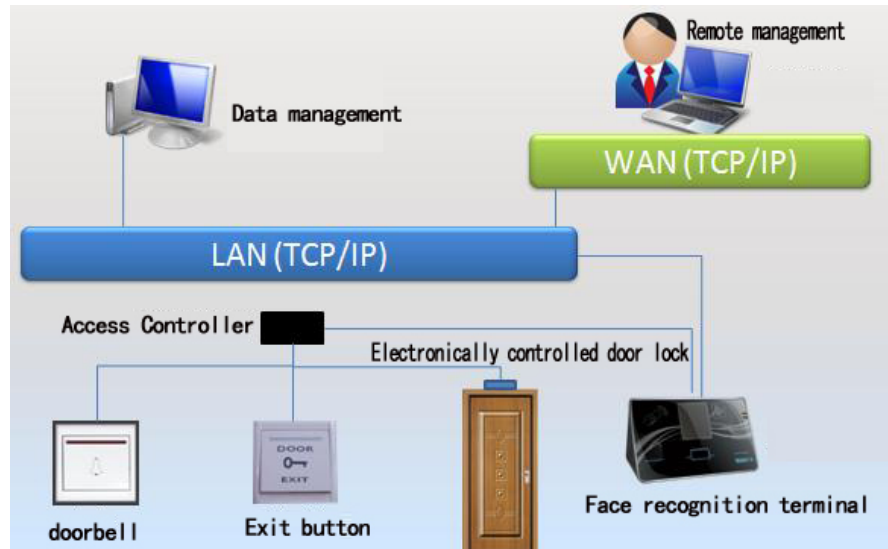 Remote management
Data management
WAN (TCP/IP)
LAN (TCP/IP)
Access Controller
Electronically controlled door lock
DOOR
EXIT
doorbell
Exit button
Face recognition terminal